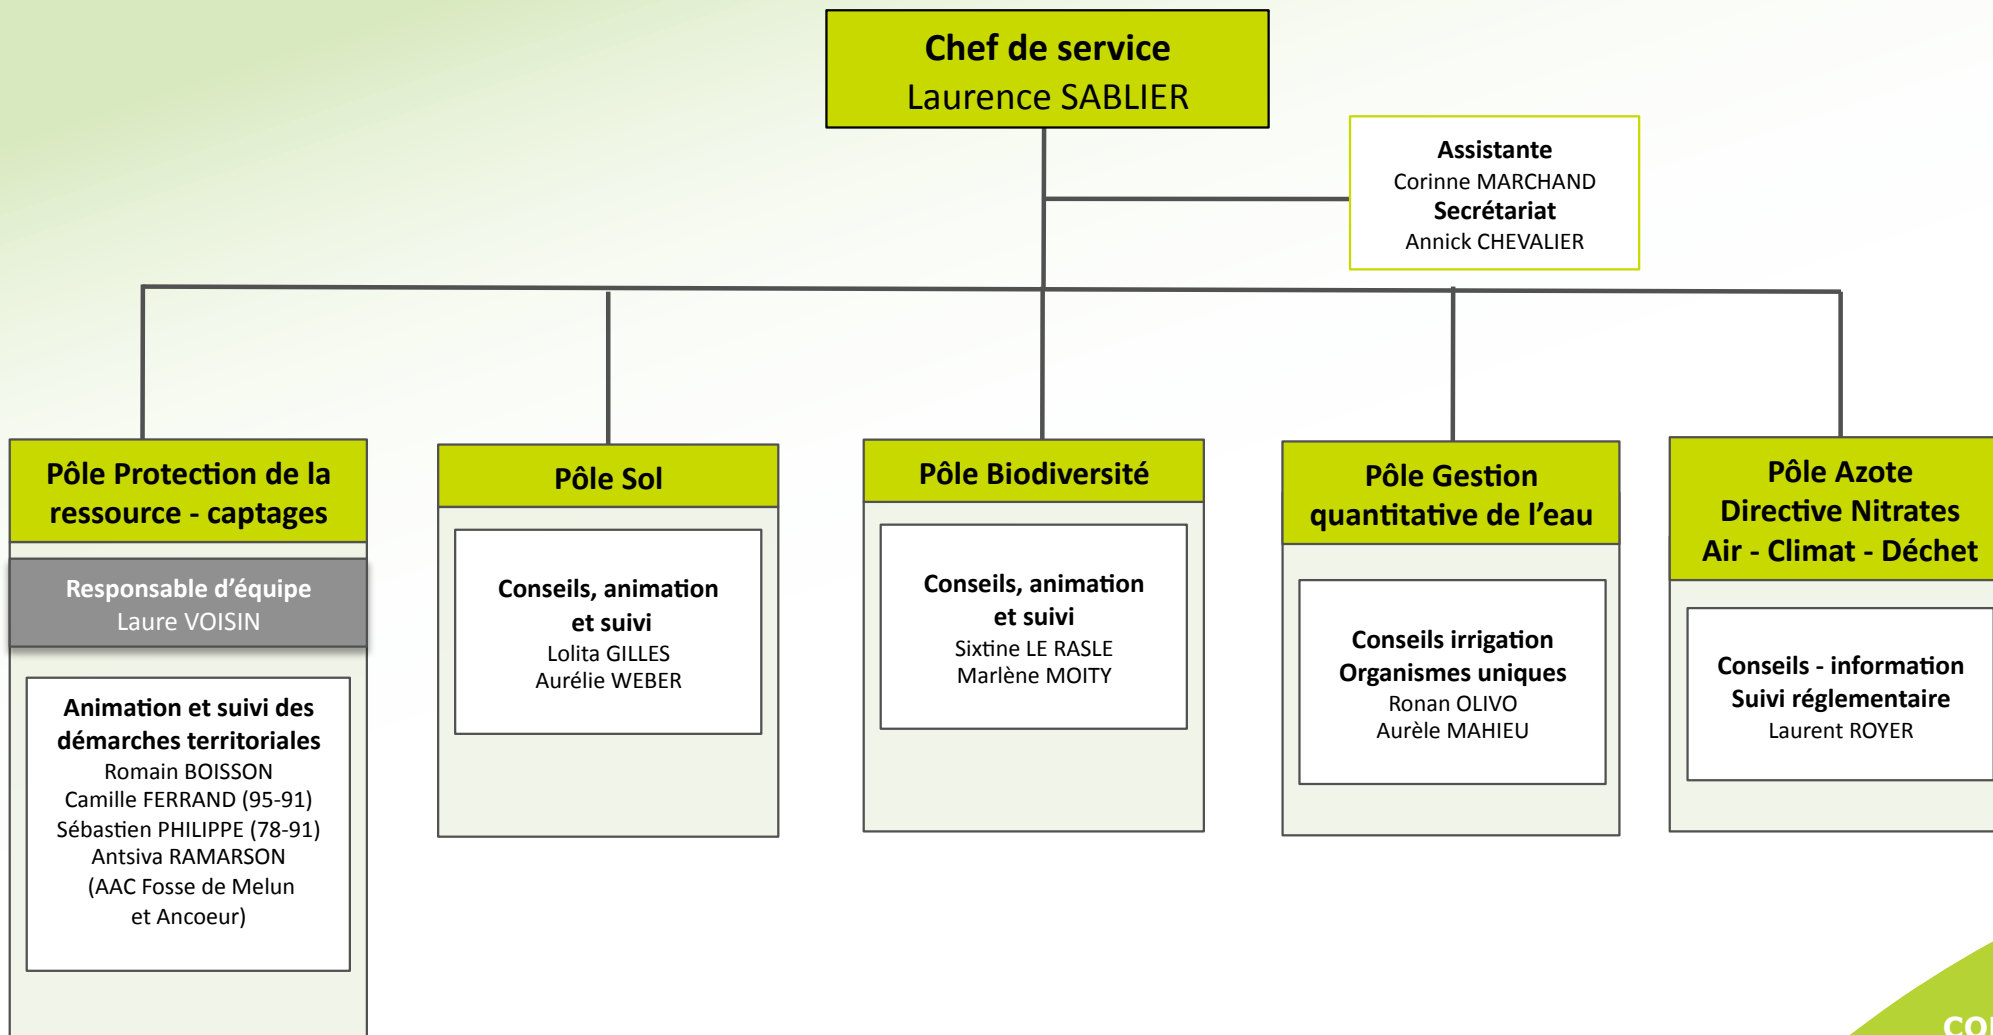 Chef de service
Laurence SABLIER
Assistante
Corinne MARCHAND
Secrétariat
Annick CHEVALIER
Pôle Protection de la
ressource - captages
Responsable d'équipe
Laure VOISIN
Animation et suivi des
démarches territoriales
Romain BOISSON
Camille FERRAND (95-91)
Sébastien PHILIPPE (78-91)
Antsiva RAMARSON
(AAC Fosse de Melun
et Ancoeur)
Pôle Sol
Conseils, animation
et suivi
Lolita GILLES
Aurélie WEBER
Pôle Biodiversité
Conseils, animation
et suivi
Sixtine LE RASLE
Marlène MOITY
Pôle Gestion
quantitative de l'eau
Conseils irrigation
Organismes uniques
Ronan OLIVO
Aurèle MAHIEU
Pôle Azote
Directive Nitrates
Air - Climat - Déchet
Conseils - information
Suivi réglementaire
Laurent ROYER